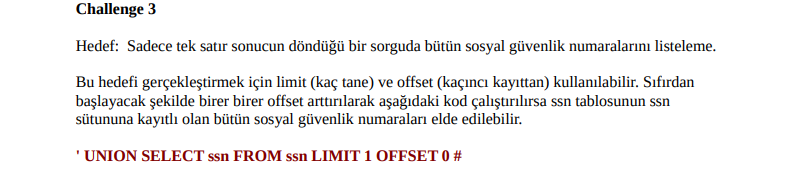 Challenge 3
Hedef:  Sadece tek satır sonucun döndüğü bir sorguda bütün sosyal güvenlik numaralarını listeleme.
Bu hedefi gerçekleştirmek için limit (kaç tane) ve offset (kaçıncı kayıttan) kullanılabilir. Sıfırdan
başlayacak şekilde birer birer offset arttırılarak aşağıdaki kod çalıştırılırsa ssn tablosunun ssn
sütununa kayıtlı olan bütün sosyal güvenlik numaraları elde edilebilir.
' UNION SELECT ssn FROM ssn LIMIT 1 OFFSET 0 #